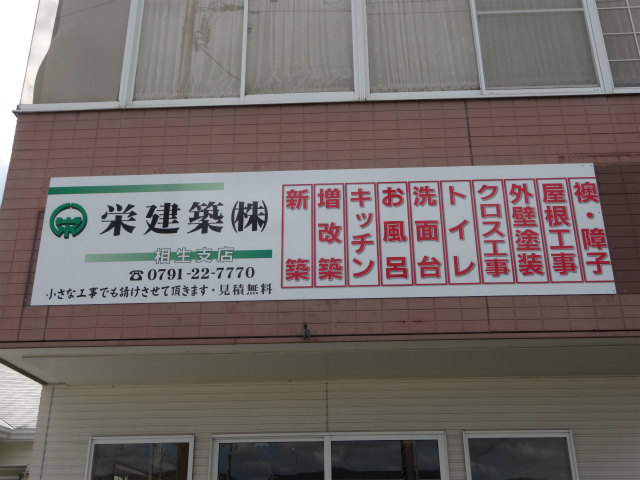 栄建築㈱
相生支店
☎0791-22-7770
小さな工事でも請けさせて頂きます・見積無料
新築
増改築
キッチン
お風呂
洗面台
トイレ
クロス工事
外壁塗装
屋根工事
襖・障子